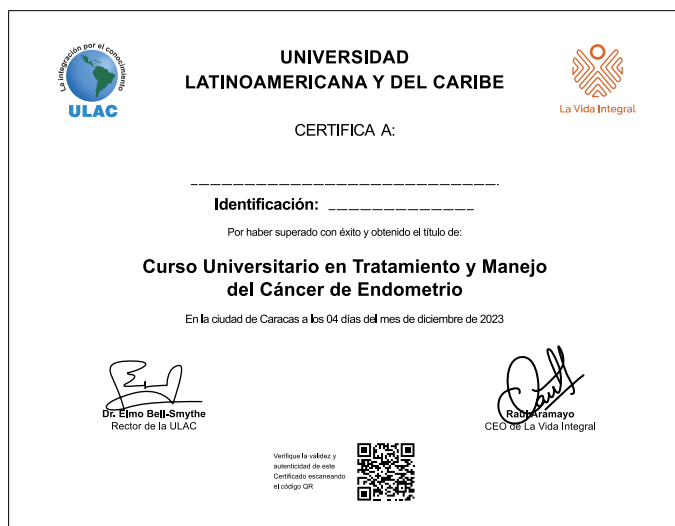 La integración por el conocimiento
ULAC
UNIVERSIDAD
LATINOAMERICANA Y DEL CARIBE
La Vida Integral
CERTIFICA A:
Identificación:
Por haber superado con éxito y obtenido el título de:
Curso Universitario en Tratamiento y Manejo
del Cáncer de Endometrio
En la ciudad de Caracas a los 04 días del mes de diciembre de 2023
Dr. Elmo Bell-Smythe
Rector de la ULAC
Raúl Aramayo
CEO de La Vida Integral
Verifique la validez y
autenticidad de este
Certificado escaneando
el código QR